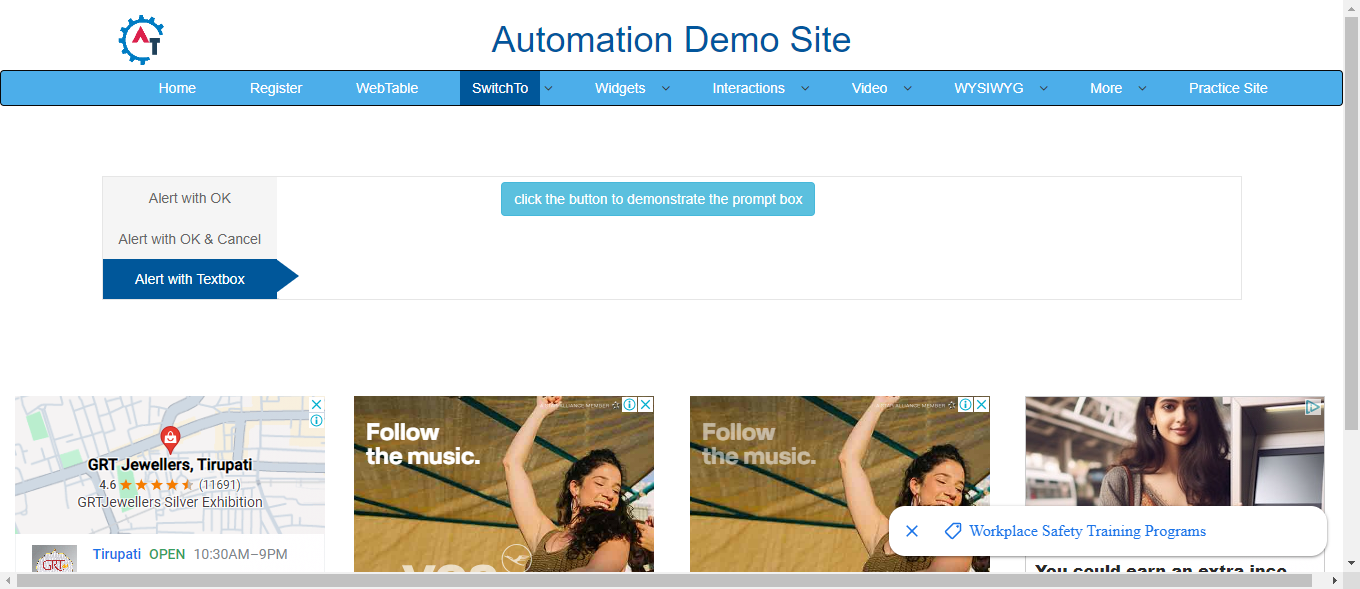 AT
Automation Demo Site
Home Register WebTable SwitchTo Widgets Interactions Video WYSIWYG More Practice Site
Alert with OK
click the button to demonstrate the prompt box
Alert with OK & Cancel
Alert with Textbox
GRT Jewellers, Tirupati
4.6 (11691)
GRTJewellers Silver Exhibition
GRT
Tirupati OPEN 10:30AM–9PM
Follow
the music.
Follow
the music.
Workplace Safety Training Programs
You could earn an extra inco